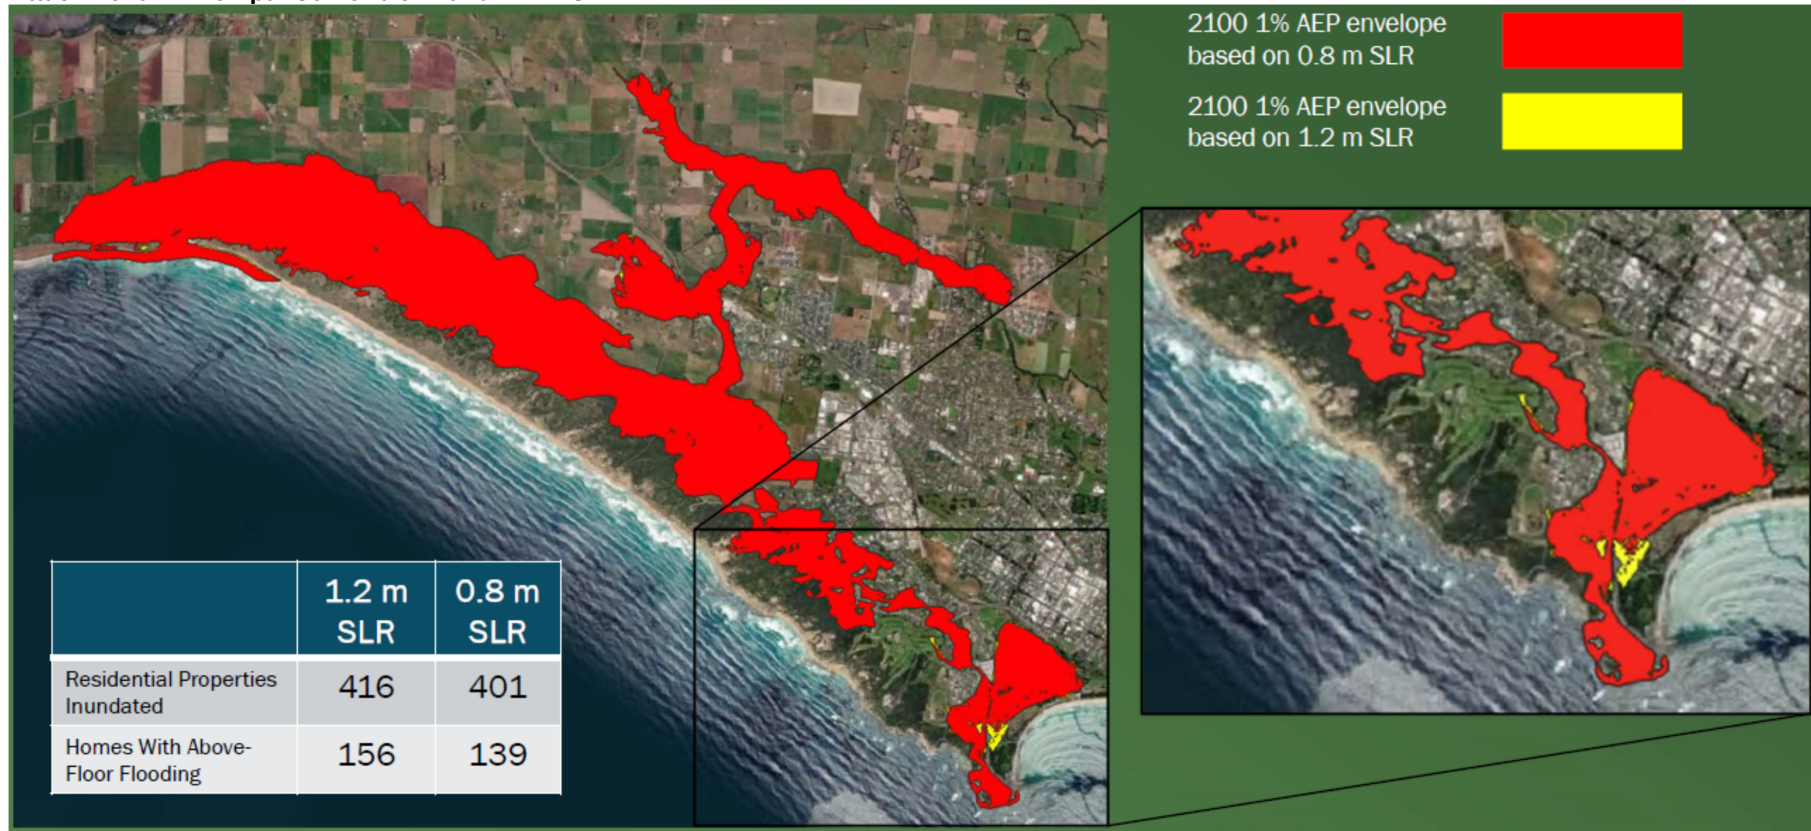 2100 1% AEP envelope
based on 0.8 m SLR
2100 1% AEP envelope
based on 1.2 m SLR
1.2 m
SLR
0.8 m
SLR
Residential Properties
Inundated
416
401
Homes With Above-
Floor Flooding
156
139